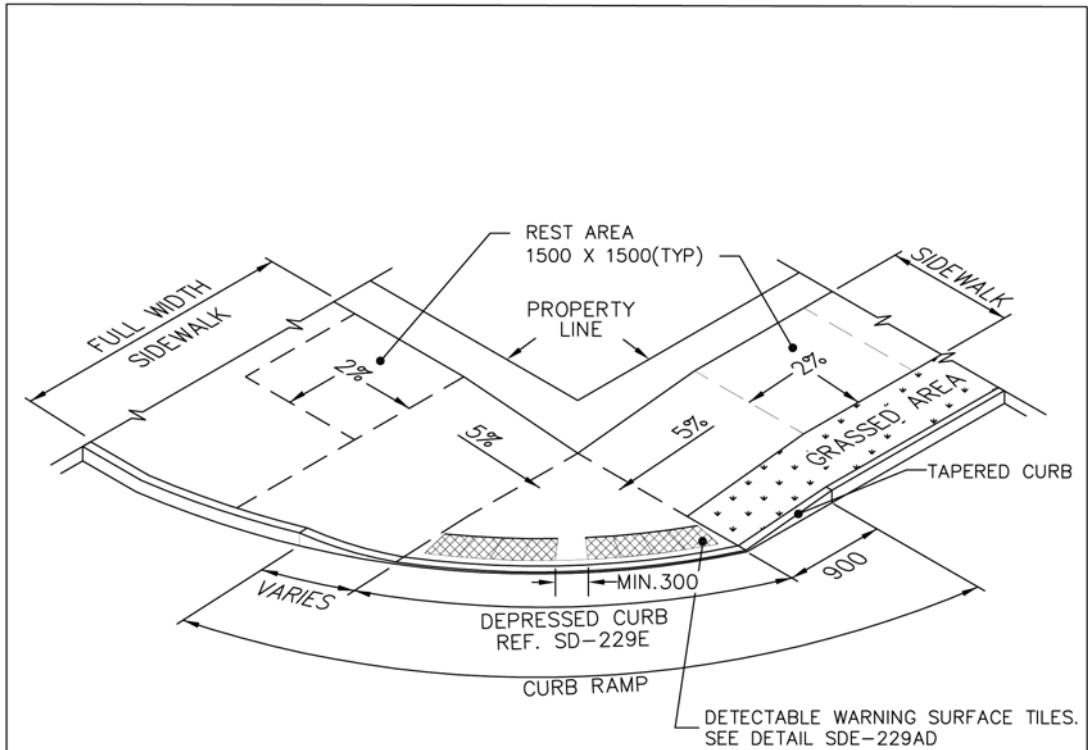 REST AREA
1500 X 1500(TYP)
PROPERTY
LINE
FULL WIDTH
SIDEWALK
SIDEWALK
2%
2%
5%
5%
GRASSED AREA
TAPERED CURB
900
MIN.300
VARIES
DEPRESSED CURB
REF. SD-229E
CURB RAMP
DETECTABLE WARNING SURFACE TILES.
SEE DETAIL SDE-229AD